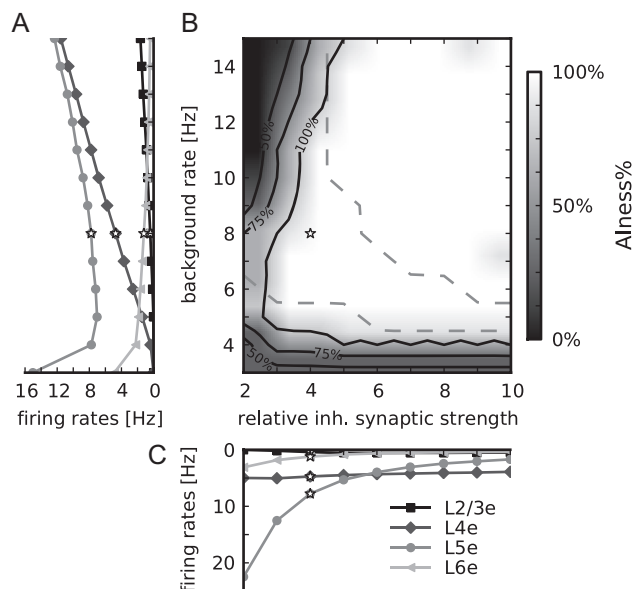 A
B
14
12
10
8
6
4
background rate [Hz]
16 12 8 4 0
firing rates [Hz]
50%
75%
100%
50%
75%
2 4 6 8 10
relative inh. synaptic strength
100%
50%
0%
AIness%
C
0
5
10
15
20
firing rates [Hz]
L2/3e
L4e
L5e
L6e